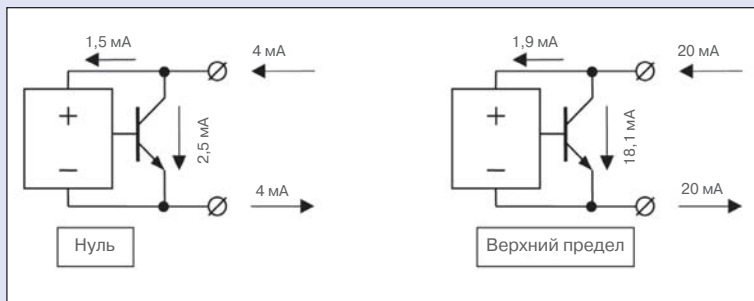 1,5 мА
4 мА
+
2,5 мА
–
4 мА
Нуль
1,9 мА
20 мА
+
18,1 мА
–
20 мА
Верхний предел